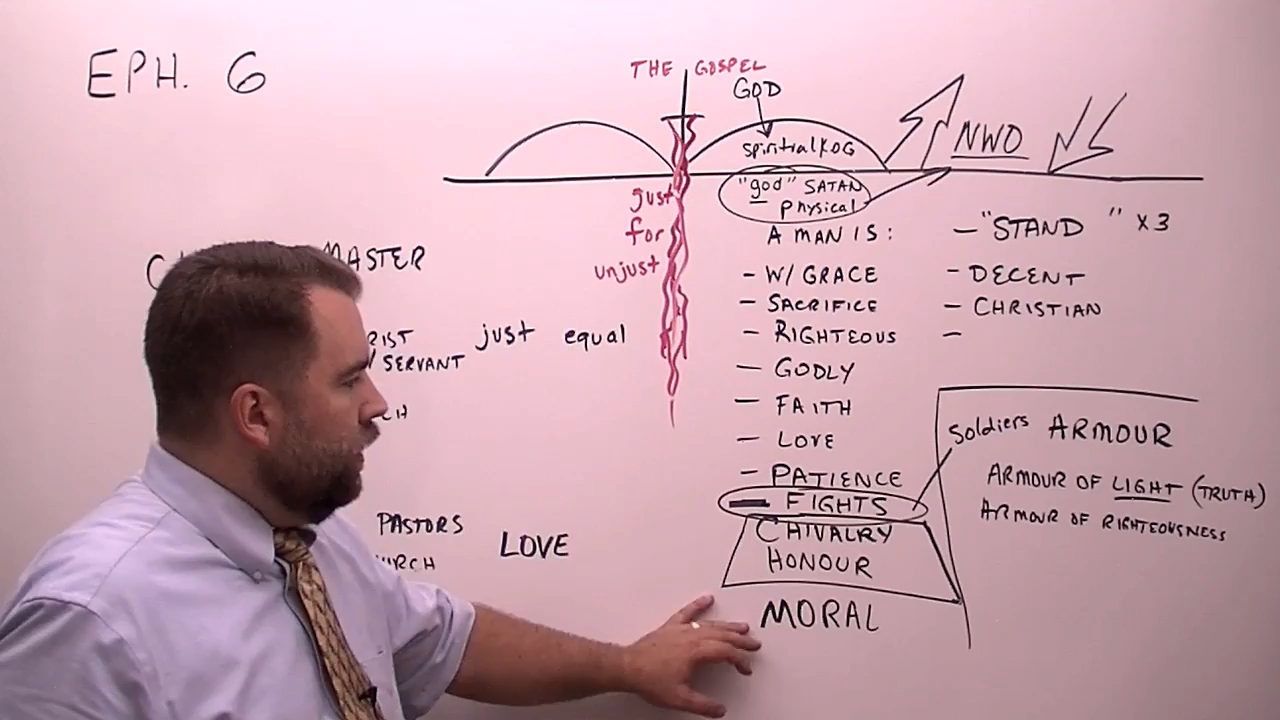 EPH. 6
THE GOSPEL
GOD
spiritral KOG
NWO
"god" SATAN
physical
just
for
unjust
MASTER
just equal
SERVANT
PASTORS
LOVE
A MAN IS:
- W/ GRACE
- SACRIFICE
- RIGHTEOUS
- GODLY
- FAITH
- LOVE
- PATIENCE
- FIGHTS
CHIVALRY
HONOUR
MORAL
- "STAND" x3
- DECENT
- CHRISTIAN
-
Soldiers ARMOUR
ARMOUR OF LIGHT (TRUTH)
ARMOUR OF RIGHTEOUSNESS